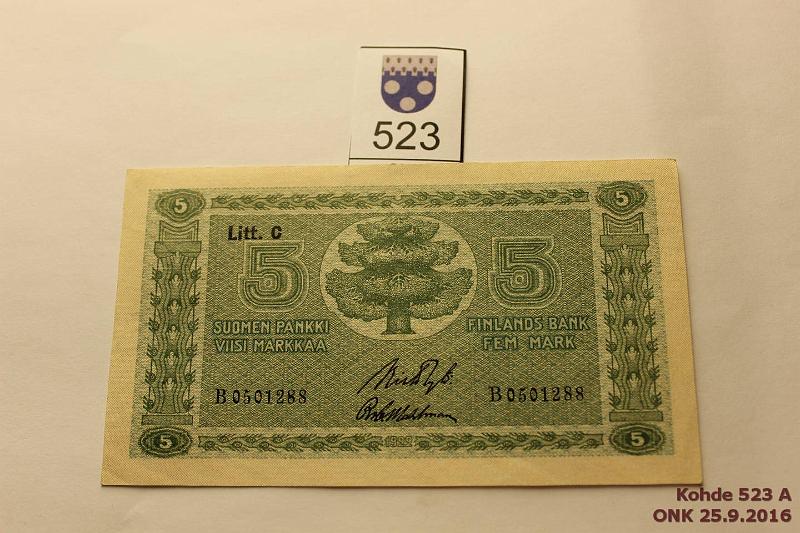 523
5 5
Litt. C
5 5
SUOMEN PANKKI FINLANDS BANK
VIISI MARKKAA FEM MARK
B0501288 B0501288
5 1922 5
Kohde 523 A
ONK 25.9.2016